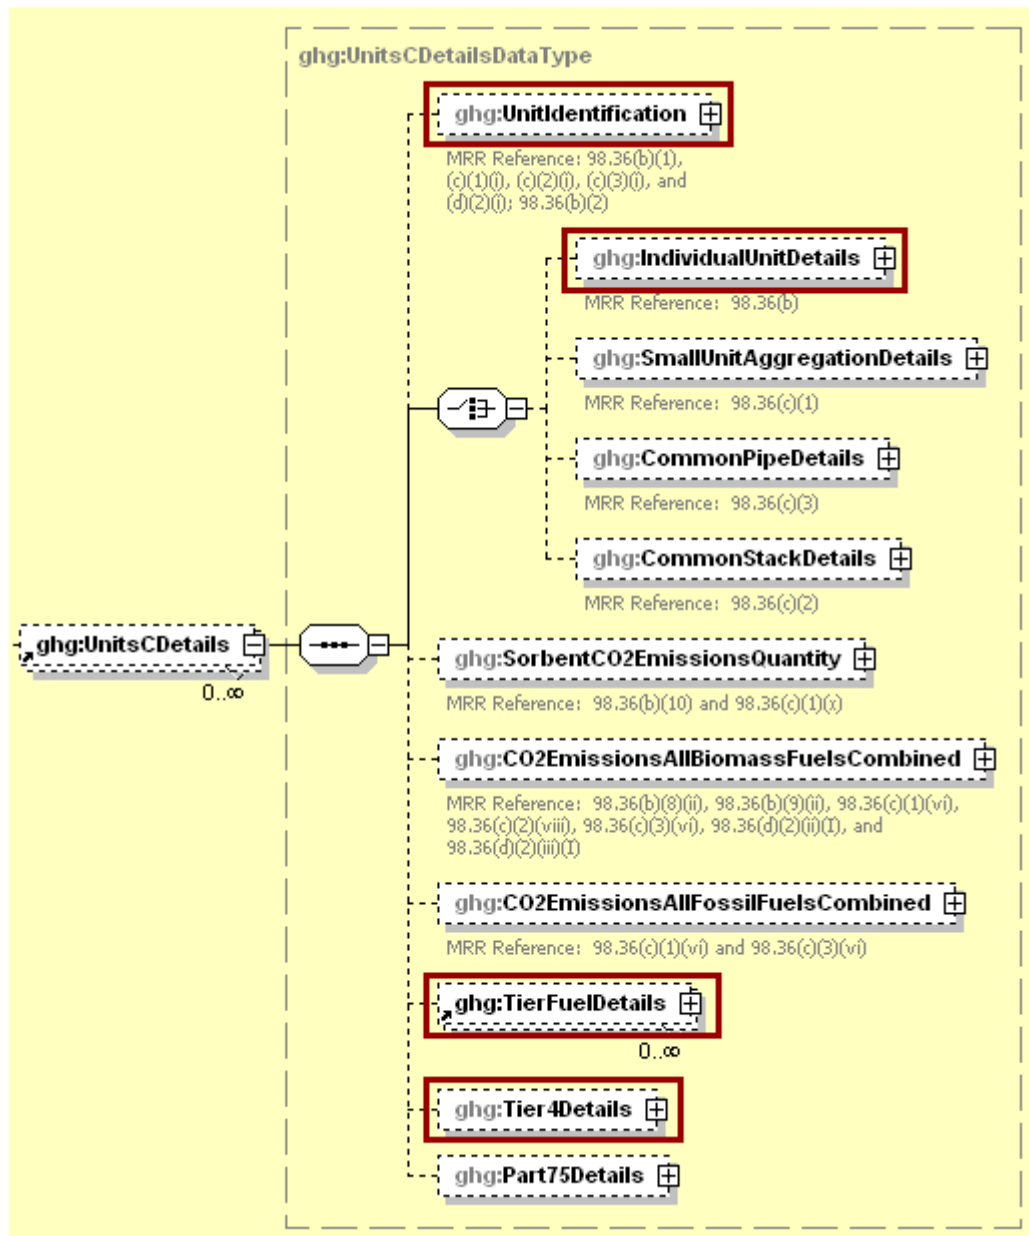 ghg:UnitsCDetailsDataType
ghg:UnitIdentification
MRR Reference: 98.36(b)(1),
(c)(1)(i), (c)(2)(i), (c)(3)(i), and
(d)(2)(i); 98.36(b)(2)
ghg:IndividualUnitDetails
MRR Reference: 98.36(b)
ghg:SmallUnitAggregationDetails
MRR Reference: 98.36(c)(1)
ghg:CommonPipeDetails
MRR Reference: 98.36(c)(3)
ghg:CommonStackDetails
MRR Reference: 98.36(c)(2)
ghg:UnitsCDetails
0..∞
ghg:SorbentCO2EmissionsQuantity
MRR Reference: 98.36(b)(10) and 98.36(c)(1)(x)
ghg:CO2EmissionsAllBiomassFuelsCombined
MRR Reference: 98.36(b)(8)(ii), 98.36(b)(9)(ii), 98.36(c)(1)(vi),
98.36(c)(2)(viii), 98.36(c)(3)(vi), 98.36(d)(2)(ii)(I), and
98.36(d)(2)(iii)(I)
ghg:CO2EmissionsAllFossilFuelsCombined
MRR Reference: 98.36(c)(1)(vi) and 98.36(c)(3)(vi)
ghg:TierFuelDetails
0..∞
ghg:Tier4Details
ghg:Part75Details